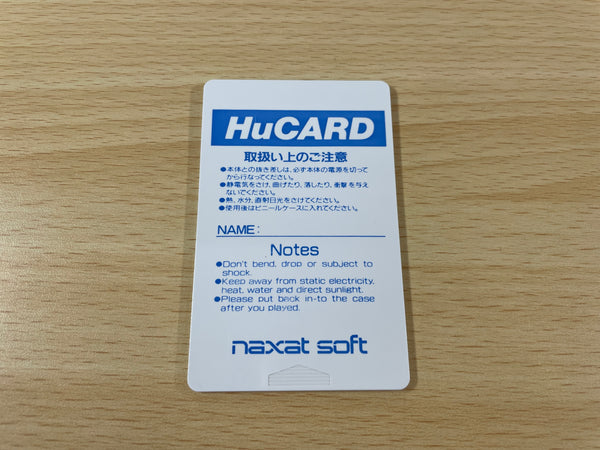 HuCARD
取扱い上のご注意
●本体との抜き差しは、必ず本体の電源を切って
から行なってください。
●静電気をさけ、曲げたり、落したり、衝撃を与え
ないでください。
●熱、水分、直射日光をさけてください。
●使用後はビニールケースに入れてください。
NAME:
Notes
●Don't bend, drop or subject to
shock.
●Keep away from static electricity,
heat, water and direct sunlight.
●Please put back in-to the case
after you played.
naxat soft